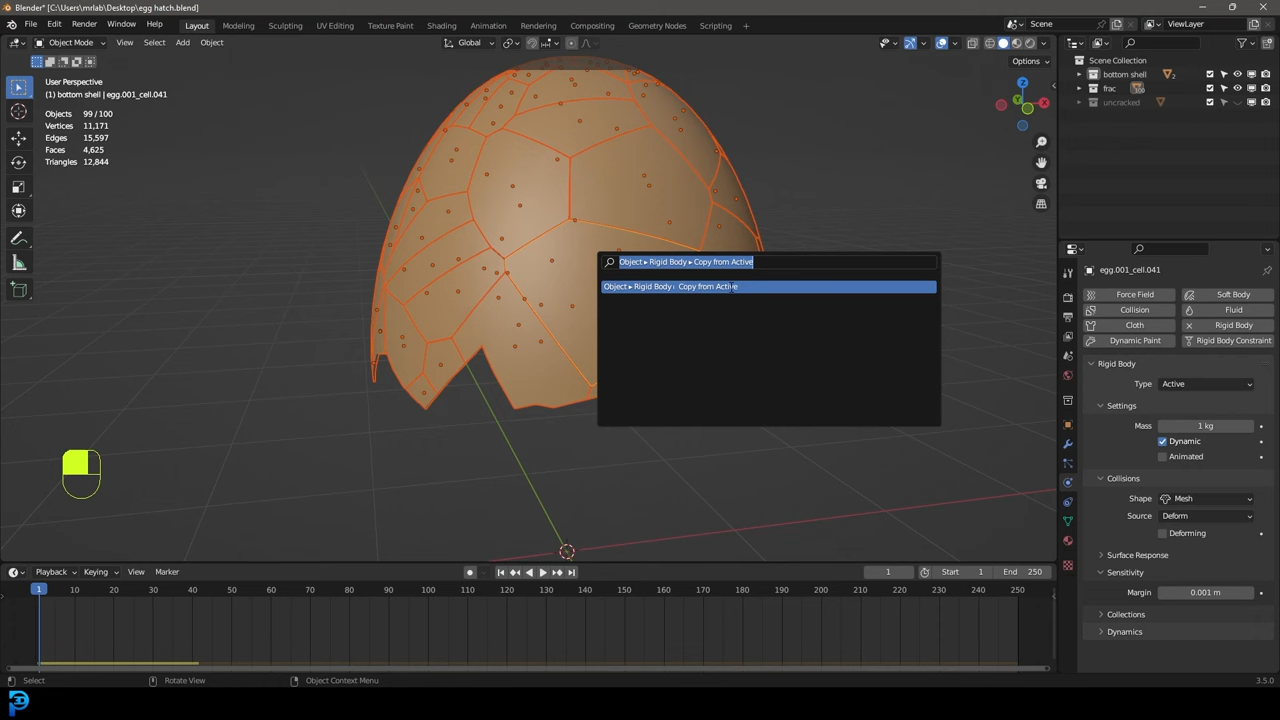 Blender* [C:\Users\mrlab\Desktop\egg hatch.blend]
File Edit Render Window Help Layout Modeling Sculpting UV Editing Texture Paint Shading Animation Rendering Compositing Geometry Nodes Scripting + Scene ViewLayer
Object Mode View Select Add Object Global
Options
User Perspective
(1) bottom shell | egg.001_cell.041
Objects 99 / 100
Vertices 11,171
Edges 15,597
Faces 4,625
Triangles 12,844
Z
X
Y
Scene Collection
bottom shell 2
frac 100
uncracked
Object ▸ Rigid Body ▸ Copy from Active
Object ▸ Rigid Body ▸ Copy from Active
egg.001_cell.041
Force Field Soft Body
Collision Fluid
Cloth Rigid Body
Dynamic Paint Rigid Body Constraint
Rigid Body
Type Active
Settings
Mass 1 kg
Dynamic
Animated
Collisions
Shape Mesh
Source Deform
Deforming
Surface Response
Sensitivity
Margin 0.001 m
Collections
Dynamics
Playback Keying View Marker 1 Start 1 End 250
1 10 20 30 40 50 60 70 80 90 100 110 120 130 140 150 160 170 180 190 200 210 220 230 240 250
Select Rotate View Object Context Menu 3.5.0